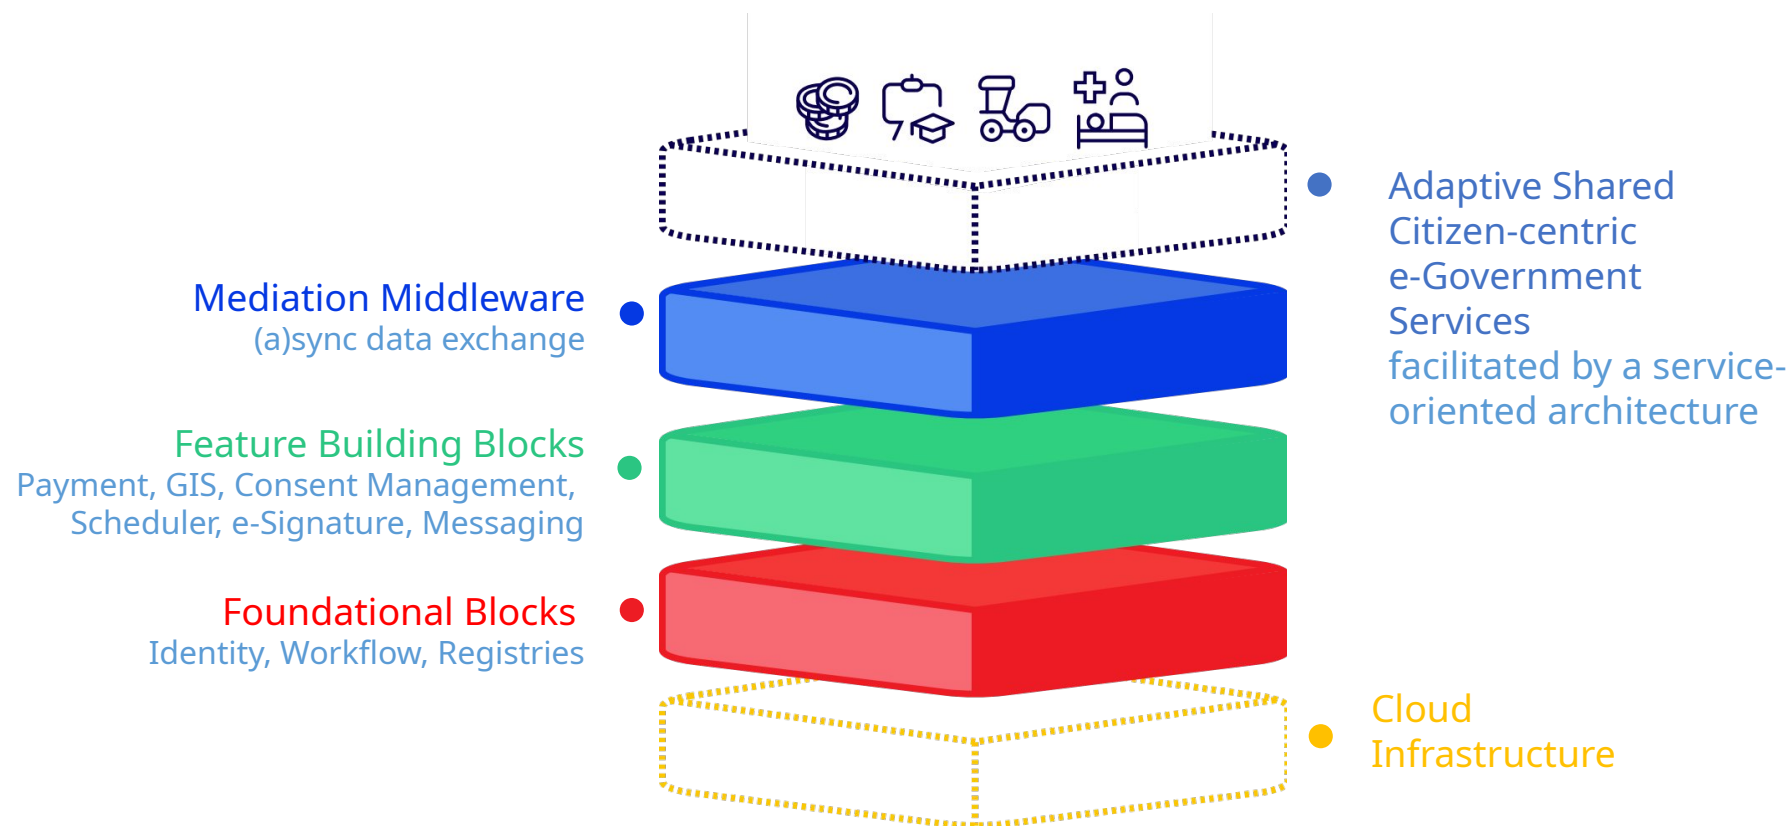 Mediation Middleware
(a)sync data exchange
Feature Building Blocks
Payment, GIS, Consent Management,
Scheduler, e-Signature, Messaging
Foundational Blocks
Identity, Workflow, Registries
Adaptive Shared
Citizen-centric
e-Government
Services
facilitated by a service-
oriented architecture
Cloud
Infrastructure